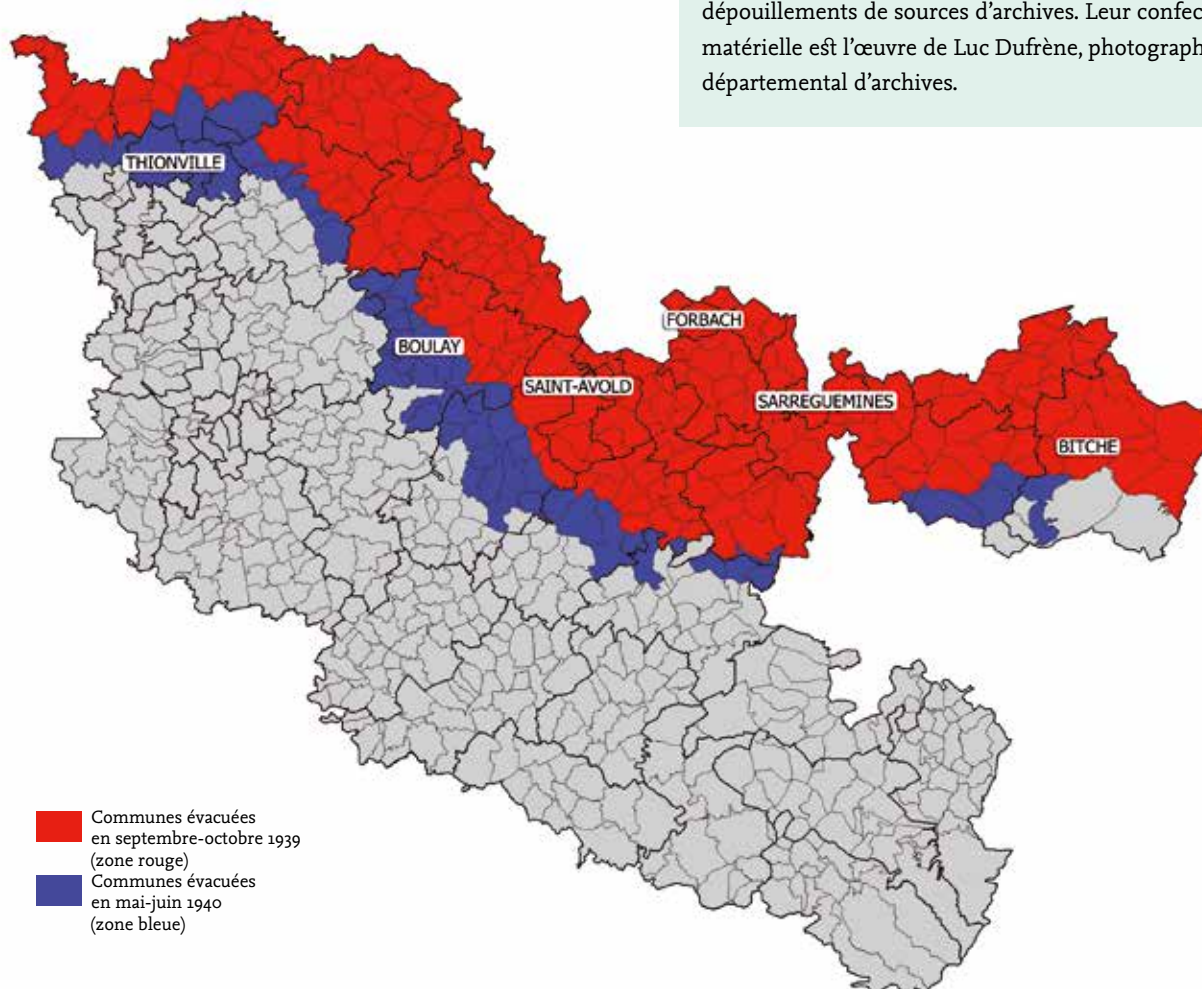 dépouillements de sources d’archives. Leur confec
matérielle est l’œuvre de Luc Dufrène, photograph
départemental d’archives.
THIONVILLE
BOULAY
FORBACH
SAINT-AVOLD
SARREGUEMINES
BITCHE
Communes évacuées
en septembre-octobre 1939
(zone rouge)
Communes évacuées
en mai-juin 1940
(zone bleue)